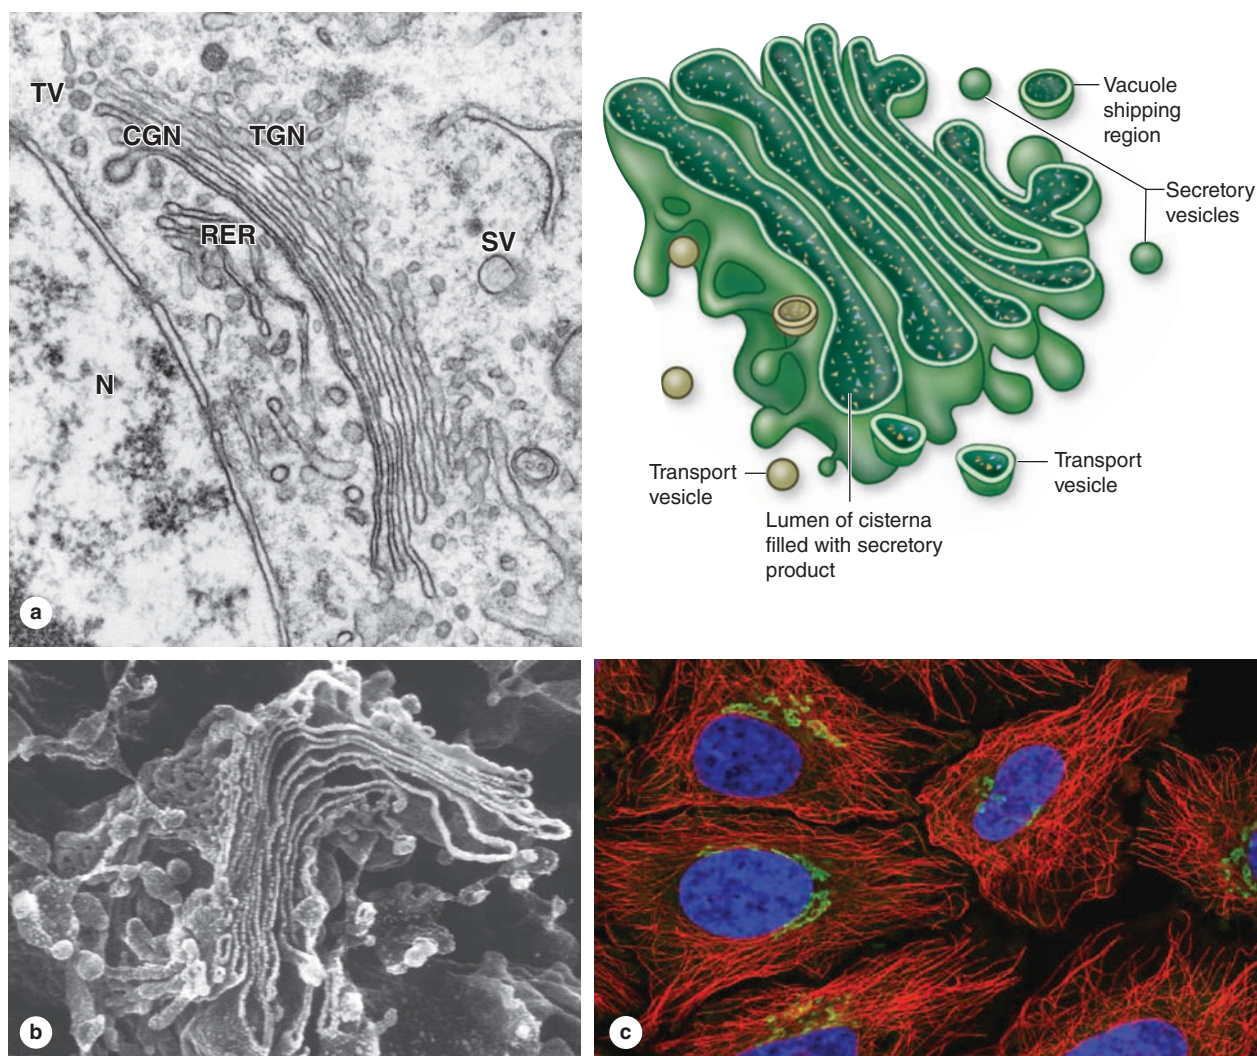 TV
CGN
TGN
RER
SV
N
a
Vacuole
shipping
region
Secretory
vesicles
Transport
vesicle
Transport
vesicle
Lumen of cisterna
filled with secretory
product
b
c